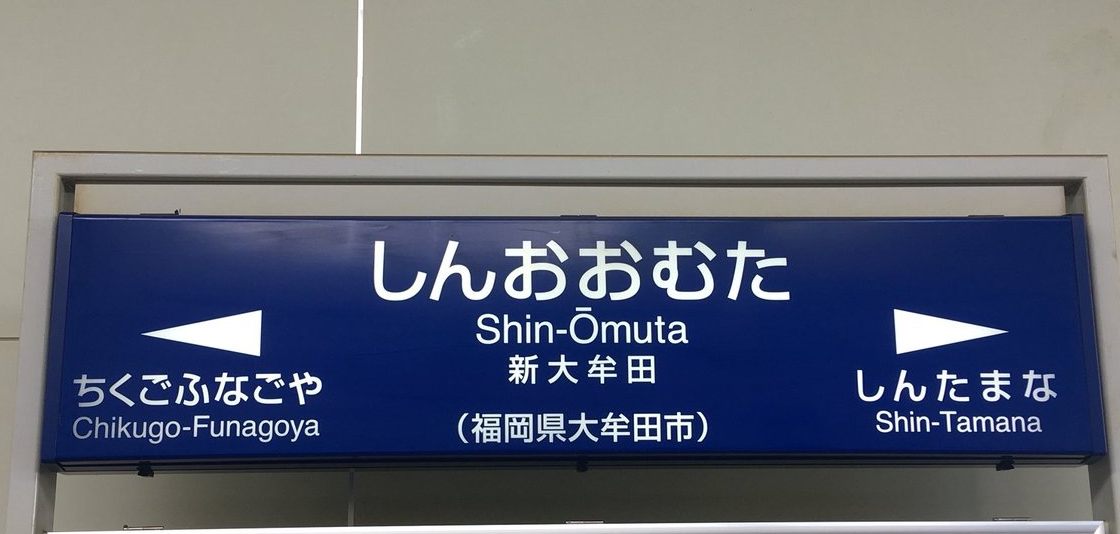 しんおおむた
Shin-Ōmuta
新大牟田
（福岡県大牟田市）
ちくごふなごや
Chikugo-Funagoya
しんたまな
Shin-Tamana